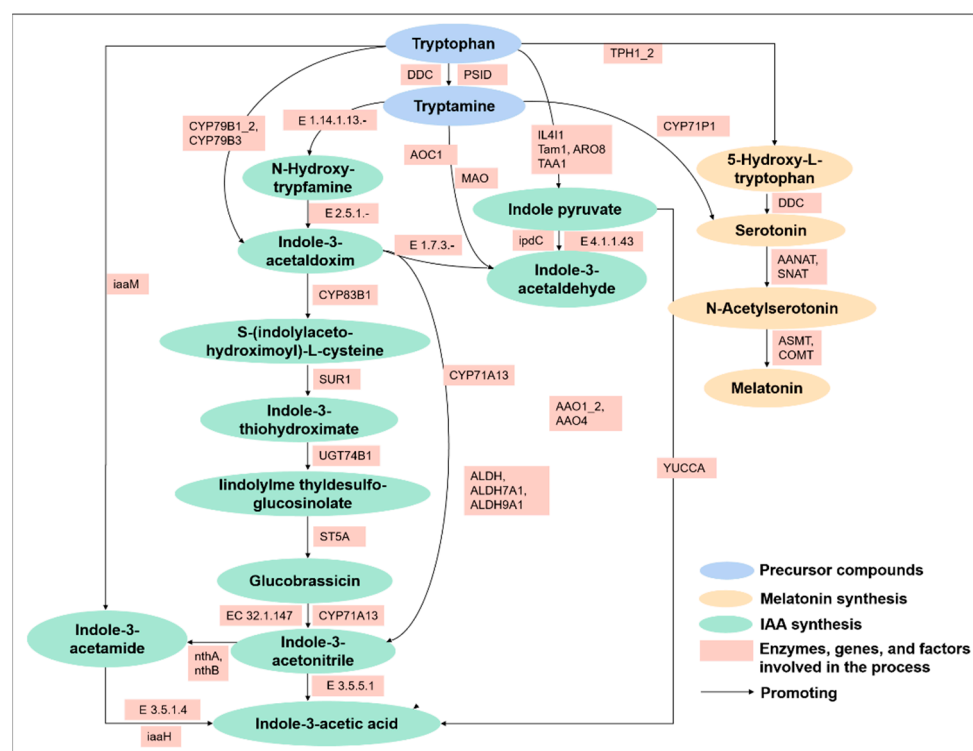 Tryptophan
TPH1_2
DDC
PSID
Tryptamine
CYP79B1_2,
CYP79B3
E 1.14.1.13.-
AOC1
MAO
IL4I1
Tam1, ARO8
TAA1
CYP71P1
5-Hydroxy-L-
tryptophan
N-Hydroxy-
trypfamine
DDC
E 2.5.1.-
Indole pyruvate
Serotonin
Indole-3-
acetaldoxim
E 1.7.3.-
ipdC
E 4.1.1.43
AANAT,
SNAT
Indole-3-
acetaldehyde
iaaM
CYP83B1
N-Acetylserotonin
S-(indolylaceto-
hydroximoyl)-L-cysteine
ASMT,
COMT
SUR1
CYP71A13
Melatonin
Indole-3-
thiohydroximate
AAO1_2,
AAO4
UGT74B1
YUCCA
lindolylme thyldesulfo-
glucosinolate
ALDH,
ALDH7A1,
ALDH9A1
ST5A
Glucobrassicin
EC 32.1.147
CYP71A13
Indole-3-
acetamide
nthA,
nthB
Indole-3-
acetonitrile
E 3.5.5.1
E 3.5.1.4
iaaH
Indole-3-acetic acid
Precursor compounds
Melatonin synthesis
IAA synthesis
Enzymes, genes, and factors
involved in the process
Promoting